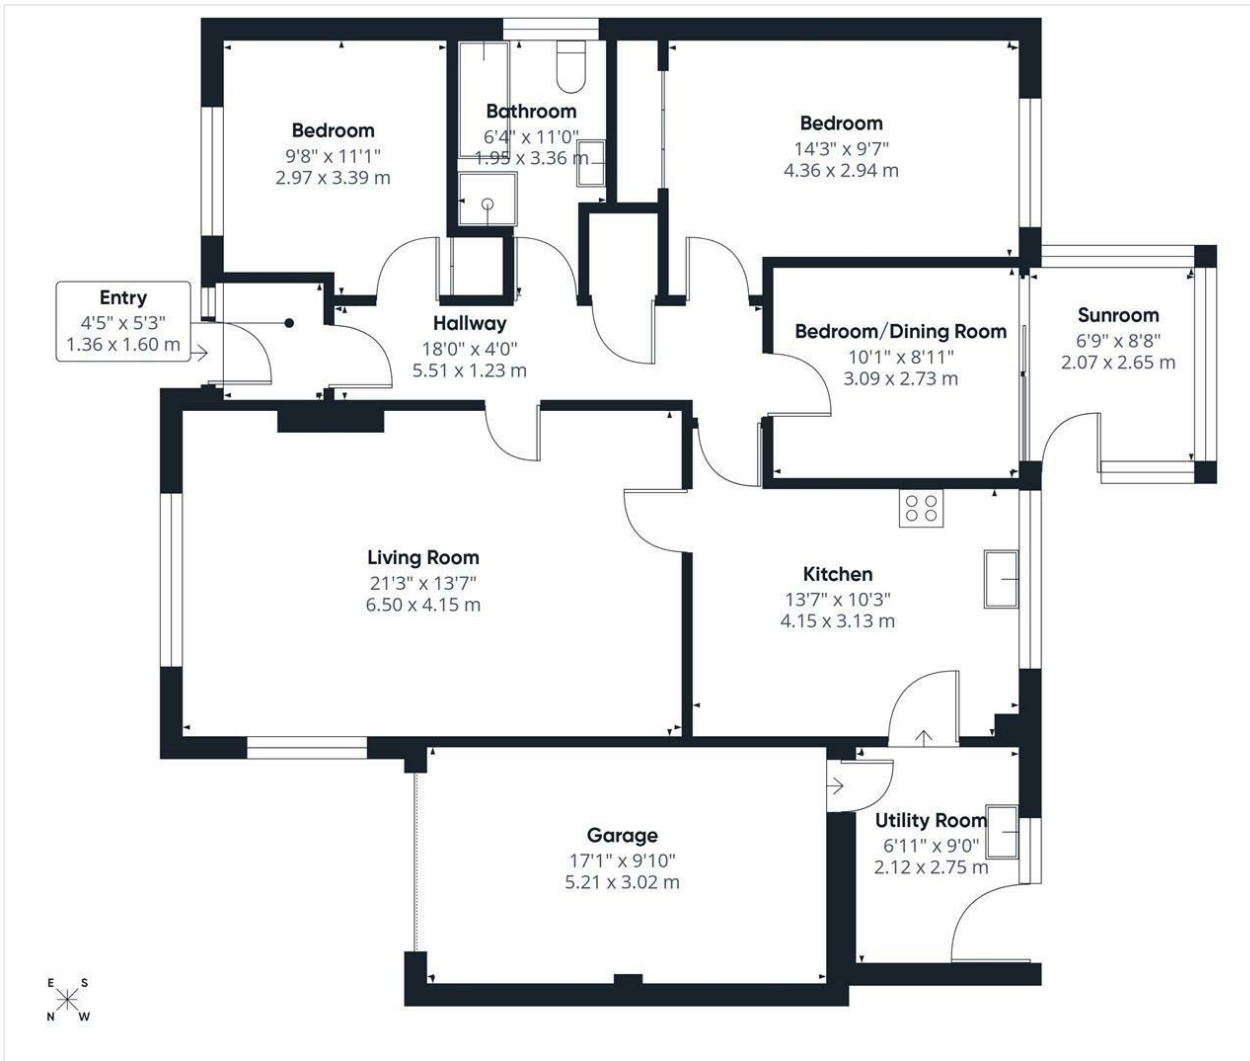 Bedroom
9'8" x 11'1"
2.97 x 3.39 m
Bathroom
6'4" x 11'0"
1.95 x 3.36 m
Bedroom
14'3" x 9'7"
4.36 x 2.94 m
Entry
4'5" x 5'3"
1.36 x 1.60 m
Hallway
18'0" x 4'0"
5.51 x 1.23 m
Bedroom/Dining Room
10'1" x 8'11"
3.09 x 2.73 m
Sunroom
6'9" x 8'8"
2.07 x 2.65 m
Living Room
21'3" x 13'7"
6.50 x 4.15 m
Kitchen
13'7" x 10'3"
4.15 x 3.13 m
Garage
17'1" x 9'10"
5.21 x 3.02 m
Utility Room
6'11" x 9'0"
2.12 x 2.75 m
E S
N W